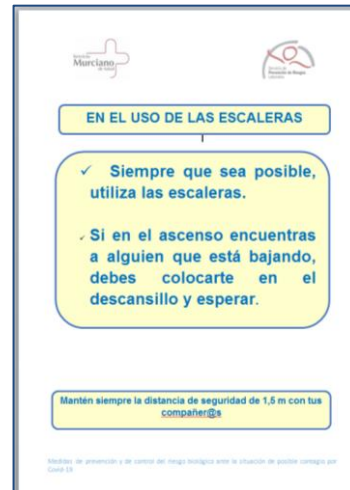 Murciano
EN EL USO DE LAS ESCALERAS
✓ Siempre que sea posible,
utiliza las escaleras.
✓ Si en el ascenso encuentras
a alguien que está bajando,
debes colocarte en el
descansillo y esperar.
Mantén siempre la distancia de seguridad de 1,5 m con tus
compañer@s
Medidas de prevención y de control del riesgo biológico ante la situación de posible contagio por
Covid-19